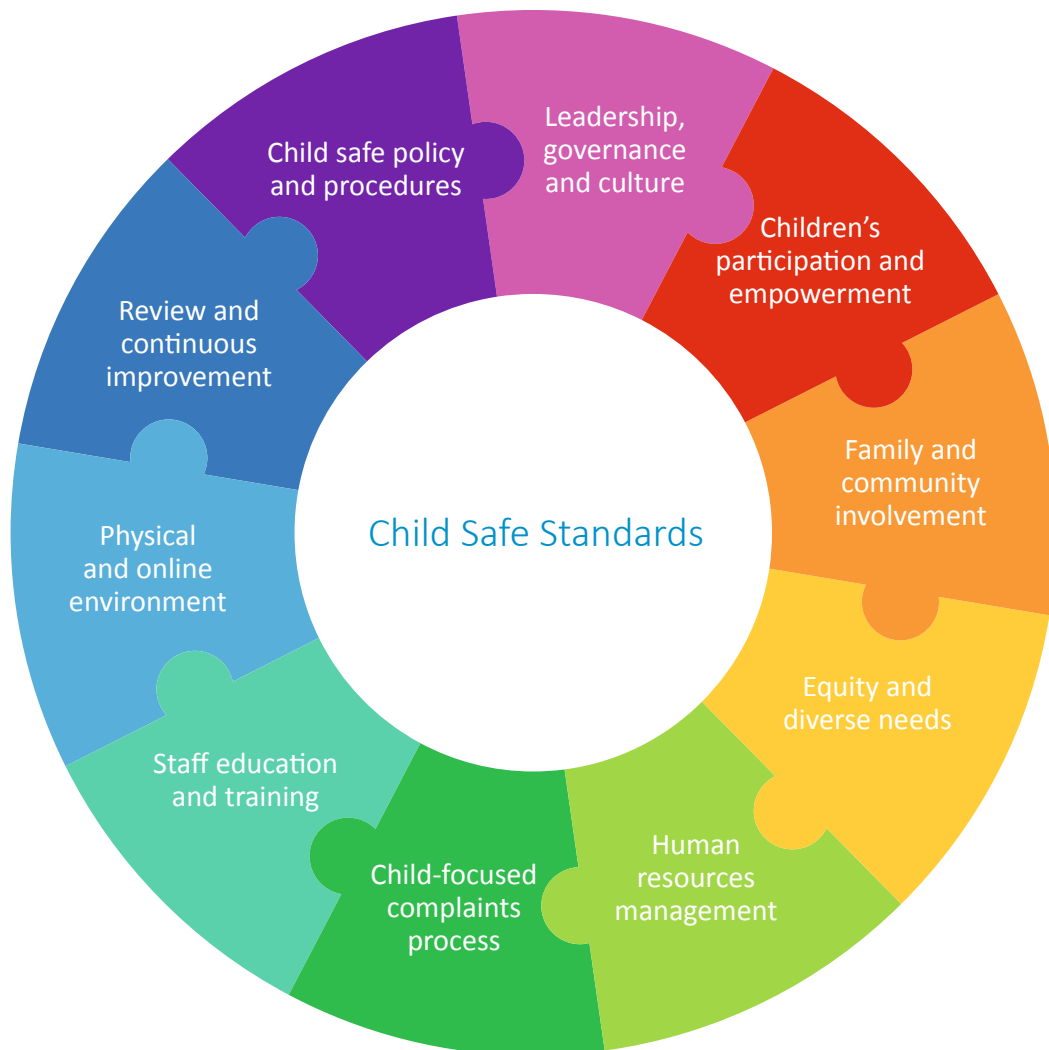 Leadership,
governance
and culture
Children’s
participation and
empowerment
Family and
community
involvement
Equity and
diverse needs
Human
resources
management
Child-focused
complaints
process
Staff education
and training
Physical
and online
environment
Review and
continuous
improvement
Child safe policy
and procedures
Child Safe Standards